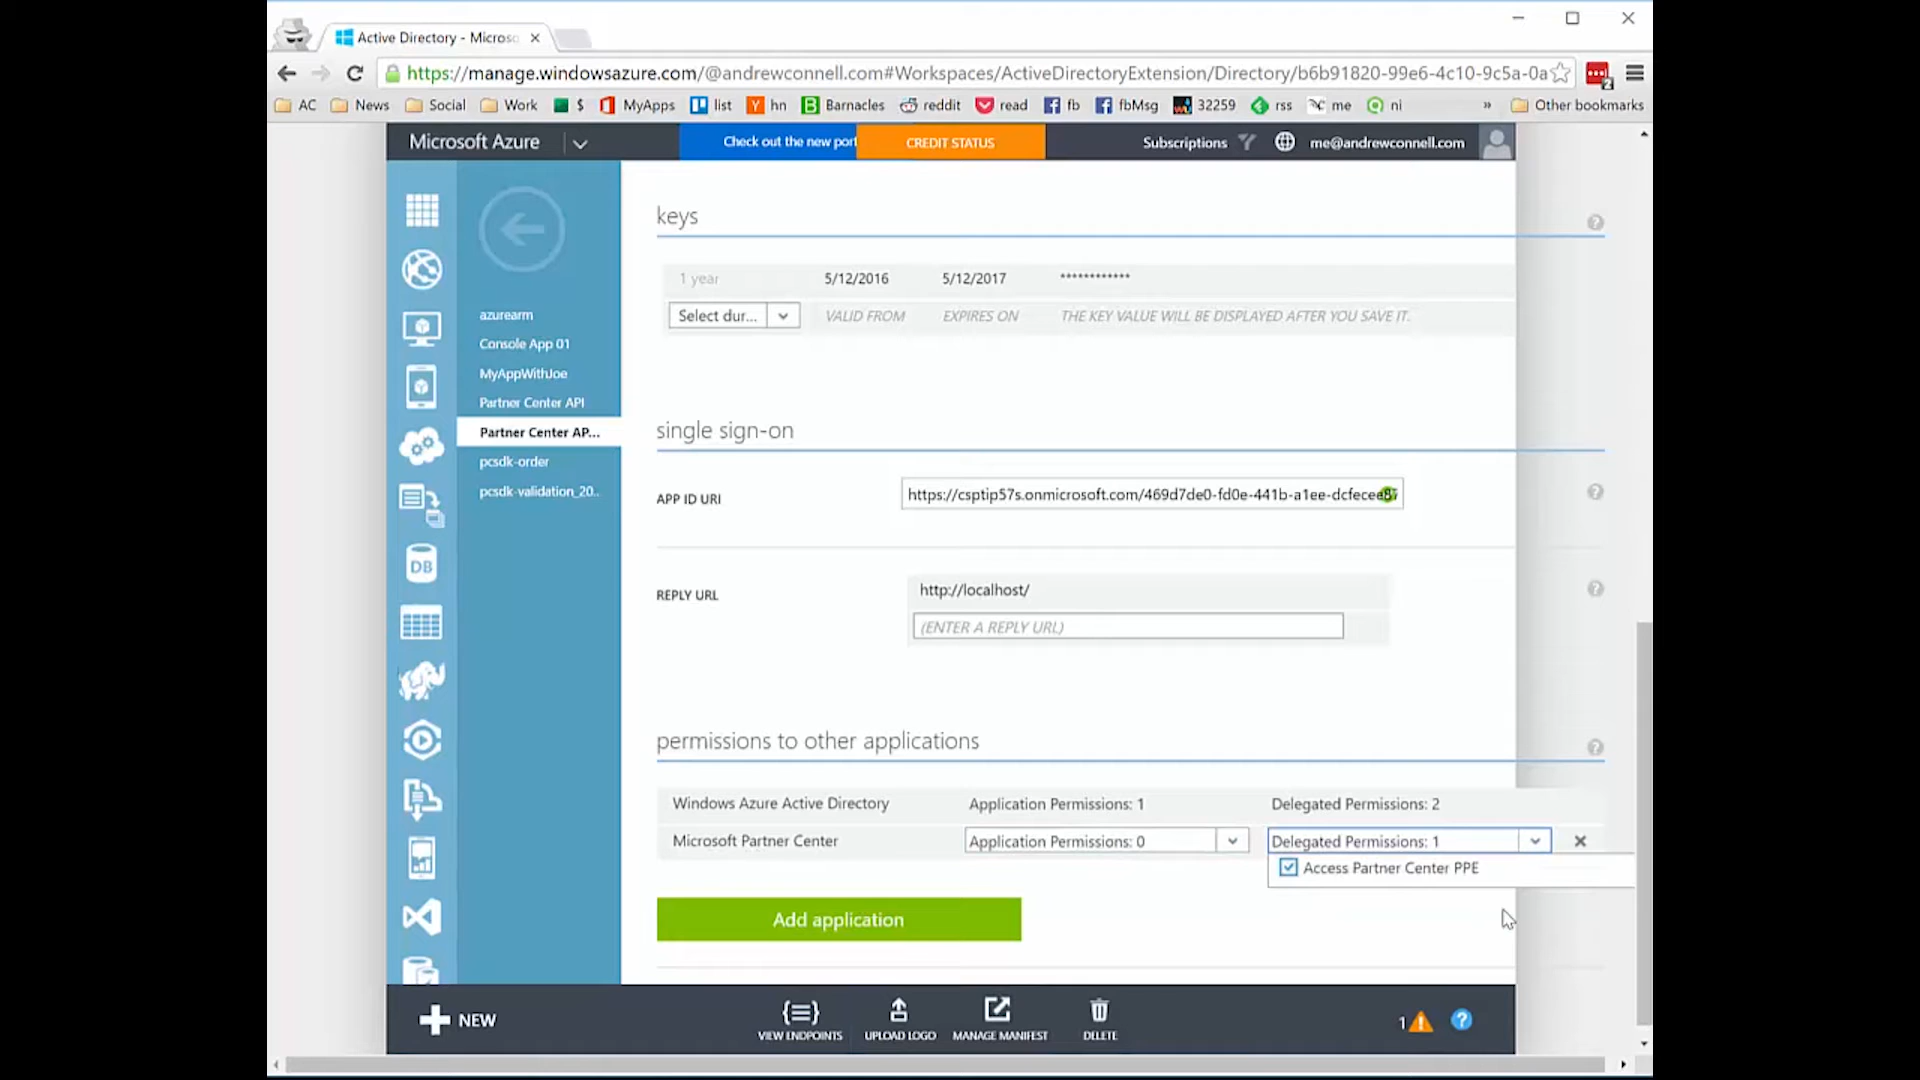 Active Directory - Microso
https://manage.windowsazure.com/@andrewconnell.com#Workspaces/ActiveDirectoryExtension/Directory/b6b91820-99e6-4c10-9c5a-0a
AC News Social Work $ MyApps list Y hn B Barnacles reddit read fb fbMsg 32259 rss me ni » Other bookmarks
Microsoft Azure Check out the new port CREDIT STATUS Subscriptions me@andrewconnell.com
keys
1 year 5/12/2016 5/12/2017 ************
Select dur... VALID FROM EXPIRES ON THE KEY VALUE WILL BE DISPLAYED AFTER YOU SAVE IT.
azurearm
Console App 01
MyAppWithJoe
Partner Center API
Partner Center AP...
pcsdk-order
pcsdk-validation_20..
single sign-on
APP ID URI https://csptip57s.onmicrosoft.com/469d7de0-fd0e-441b-a1ee-dcfecee
REPLY URL http://localhost/
(ENTER A REPLY URL)
DB
permissions to other applications
Windows Azure Active Directory Application Permissions: 1 Delegated Permissions: 2
Microsoft Partner Center Application Permissions: 0 Delegated Permissions: 1
Access Partner Center PPE
Add application
NEW VIEW ENDPOINTS UPLOAD LOGO MANAGE MANIFEST DELETE 1 ?